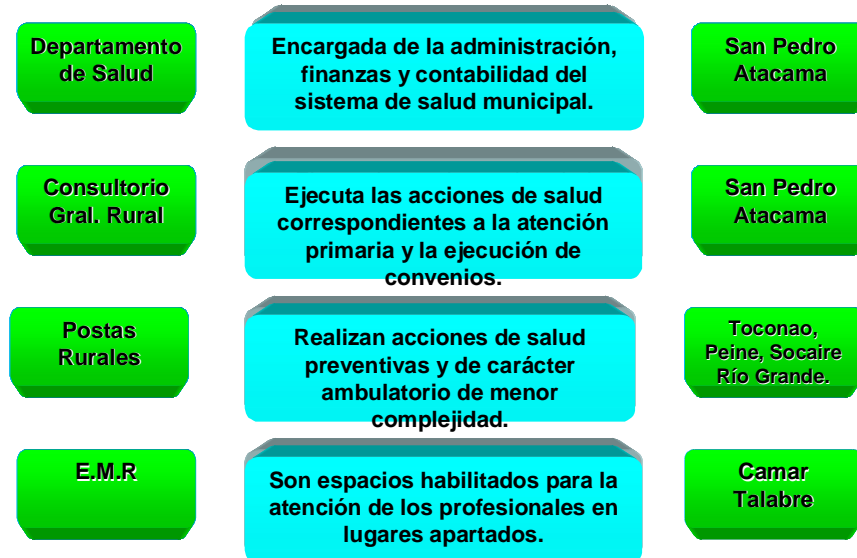 Departamento
de Salud
Encargada de la administración,
finanzas y contabilidad del
sistema de salud municipal.
San Pedro
Atacama
Consultorio
Gral. Rural
Ejecuta las acciones de salud
correspondientes a la atención
primaria y la ejecución de
convenios.
San Pedro
Atacama
Postas
Rurales
Realizan acciones de salud
preventivas y de carácter
ambulatorio de menor
complejidad.
Toconao,
Peine, Socaire
Río Grande.
E.M.R
Son espacios habilitados para la
atención de los profesionales en
lugares apartados.
Camar
Talabre